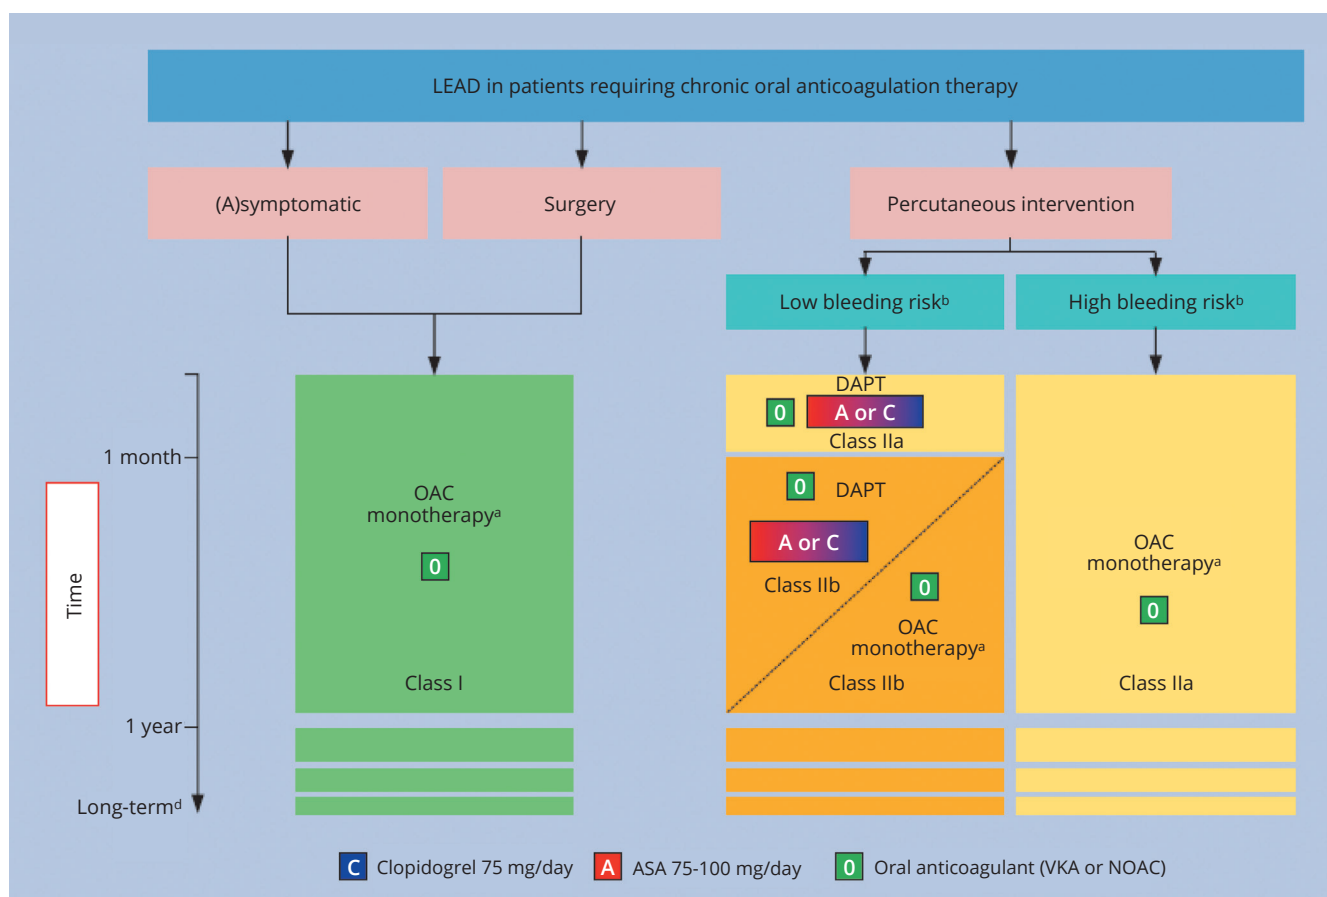 LEAD in patients requiring chronic oral anticoagulation therapy
(A)symptomatic
Surgery
Percutaneous intervention
Low bleeding riskᵇ
High bleeding riskᵇ
Time
1 month
1 year
Long-termᵈ
OAC
monotherapyᵃ
0
Class I
DAPT
0 A or C
Class IIa
0 DAPT
A or C
Class IIb
0
OAC
monotherapyᵃ
Class IIb
OAC
monotherapyᵃ
0
Class IIa
C Clopidogrel 75 mg/day
A ASA 75-100 mg/day
0 Oral anticoagulant (VKA or NOAC)